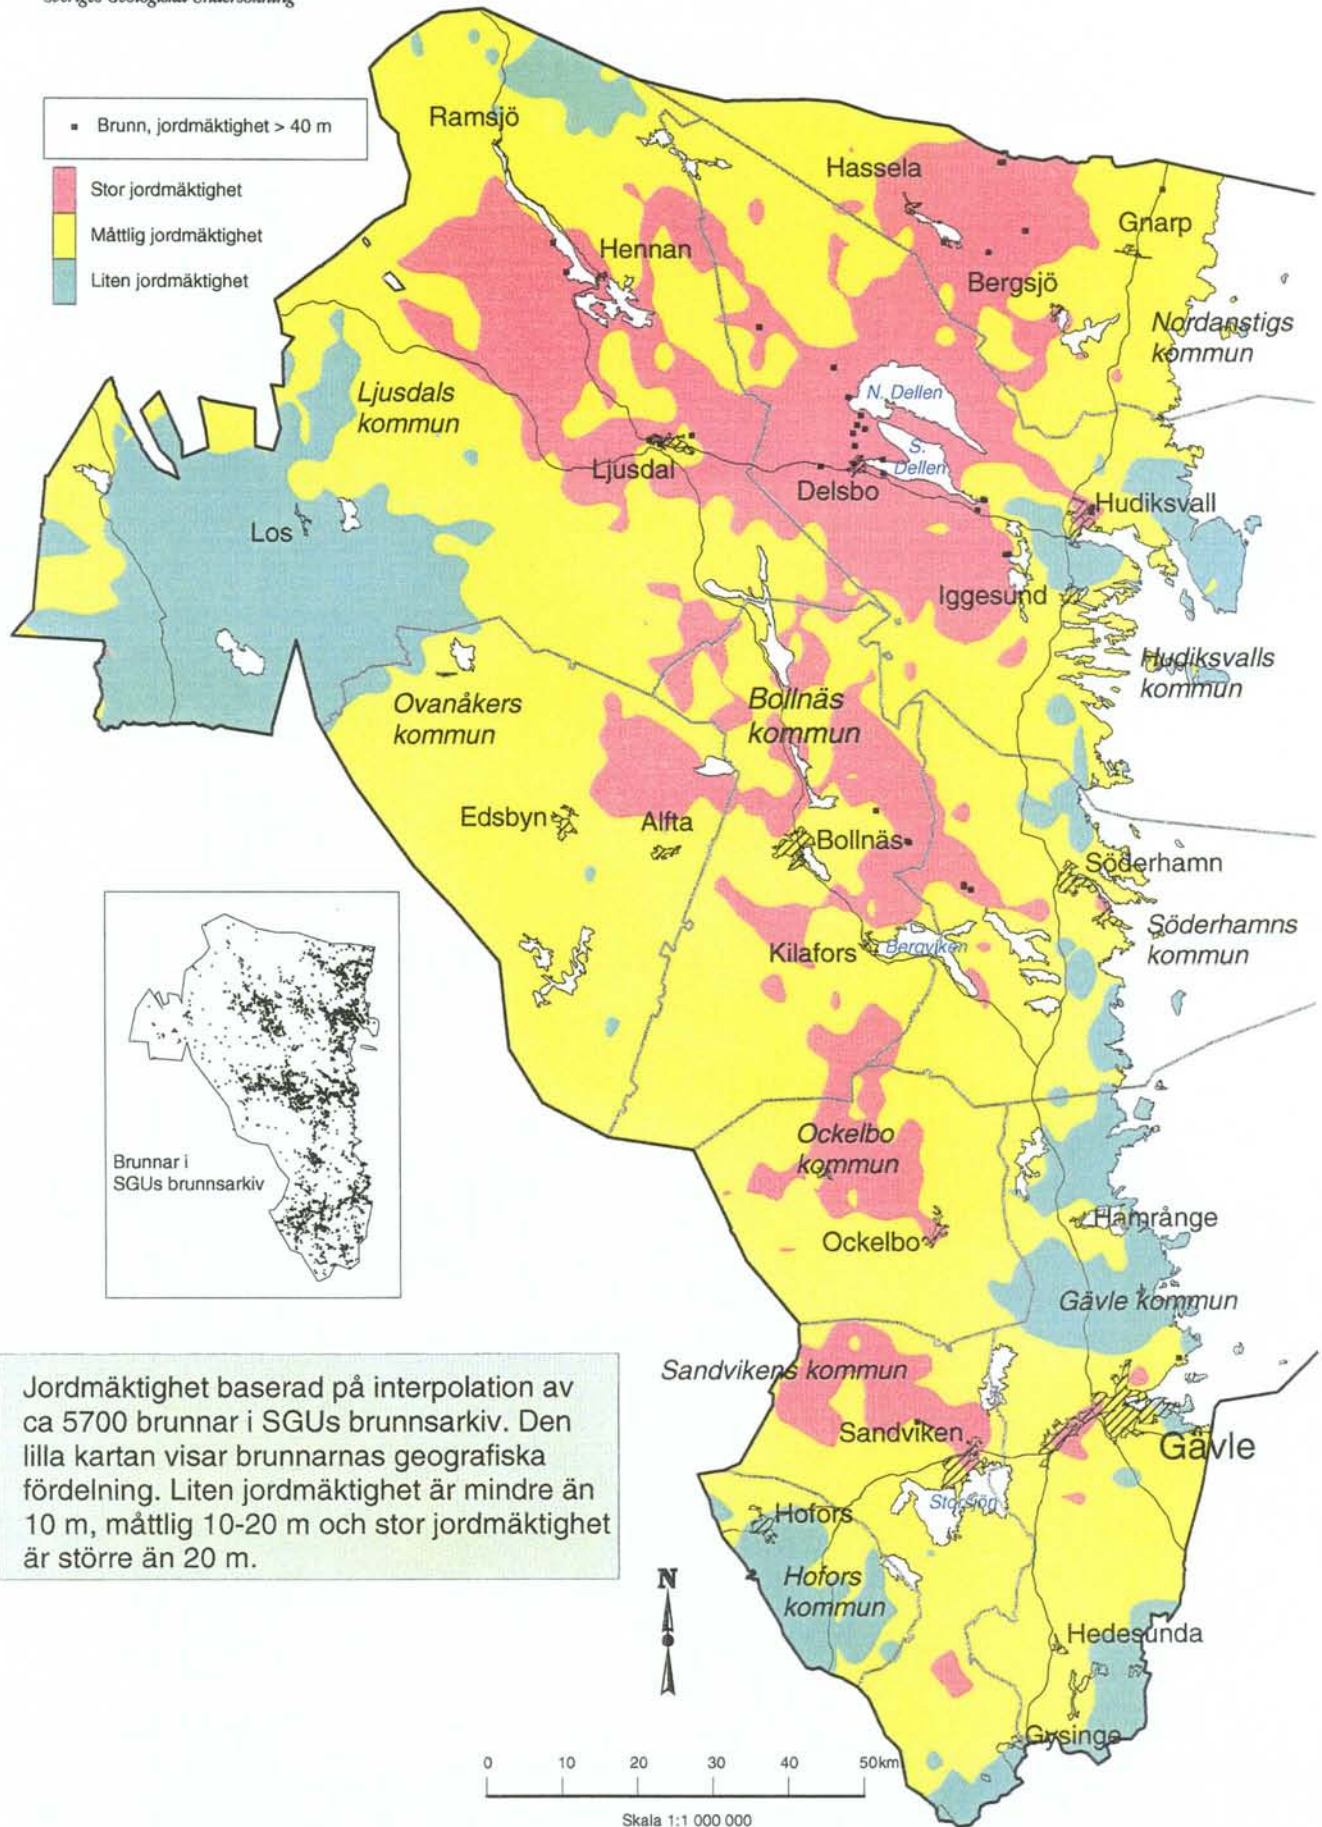 Sveriges Geologiska Undersökning
Brunn, jordmäktighet > 40 m
Stor jordmäktighet
Måttlig jordmäktighet
Liten jordmäktighet
Ramsjö
Hassela
Gnarp
Hennan
Bergsjö
Nordanstigs
kommun
Ljusdals
kommun
N. Dellen
S.
Dellen
Ljusdal
Delsbo
Hudiksvall
Los
Iggesund
Hudiksvalls
kommun
Ovanåkers
kommun
Bollnäs
kommun
Edsbyn
Alfta
Bollnäs
Söderhamn
Söderhamns
kommun
Kilafors
Bergviken
Brunnar i
SGUs brunnsarkiv
Ockelbo
kommun
Ockelbo
Hamrånge
Gävle kommun
Sandvikens kommun
Sandviken
Gävle
Storsjön
Hofors
Hofors
kommun
Hedesunda
Gysinge
Jordmäktighet baserad på interpolation av
ca 5700 brunnar i SGUs brunnsarkiv. Den
lilla kartan visar brunnarnas geografiska
fördelning. Liten jordmäktighet är mindre än
10 m, måttlig 10-20 m och stor jordmäktighet
är större än 20 m.
N
0 10 20 30 40 50km
Skala 1:1 000 000